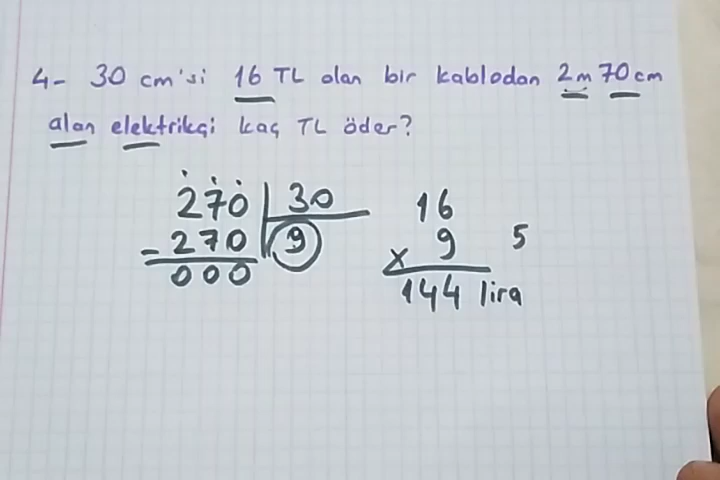 4- 30 cm'si 16 TL olan bir kablodan 2m 70cm
alan elektrikçi kaç TL öder?
270 30
- 270 9
000
16
x 9 5
144 lira